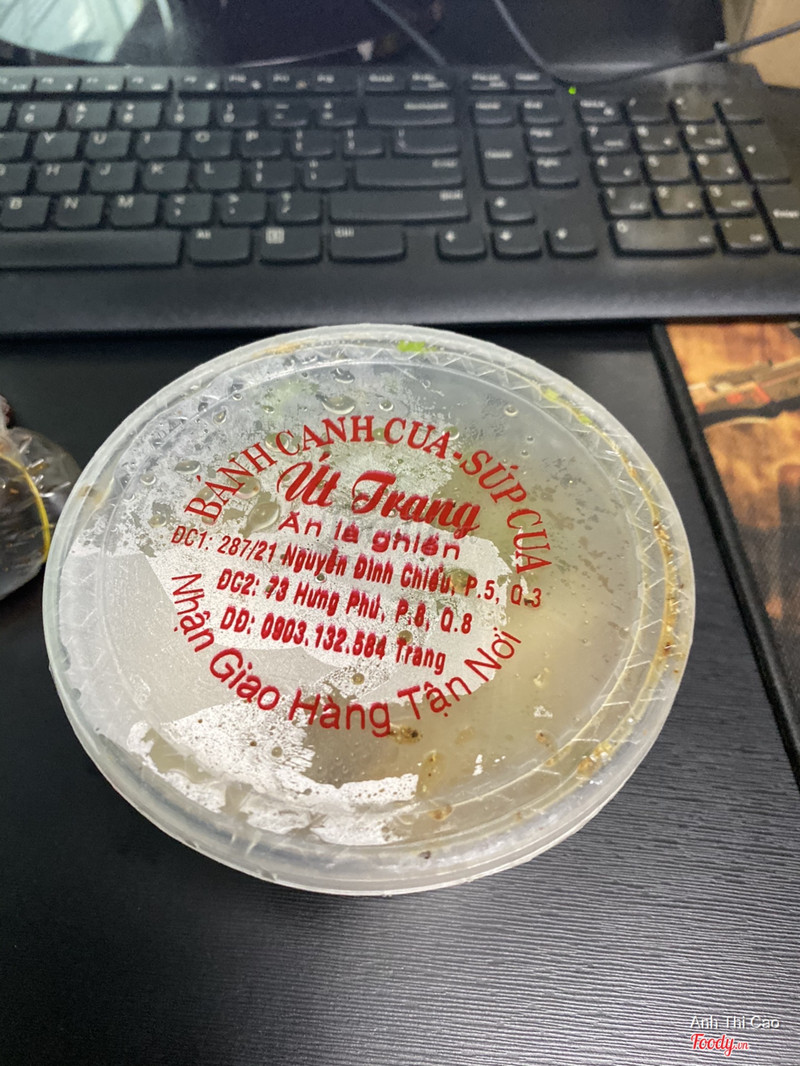 BÁNH CANH CUA - SÚP CUA
Út Trang
Ăn là ghiền
ĐC1: 287/21 Nguyễn Đình Chiểu, P.5, Q.3
ĐC2: 73 Hưng Phú, P.8, Q.8
DĐ: 0903.132.584 Trang
Nhận Giao Hàng Tận Nơi
Anh Thi Cao
Foody.vn